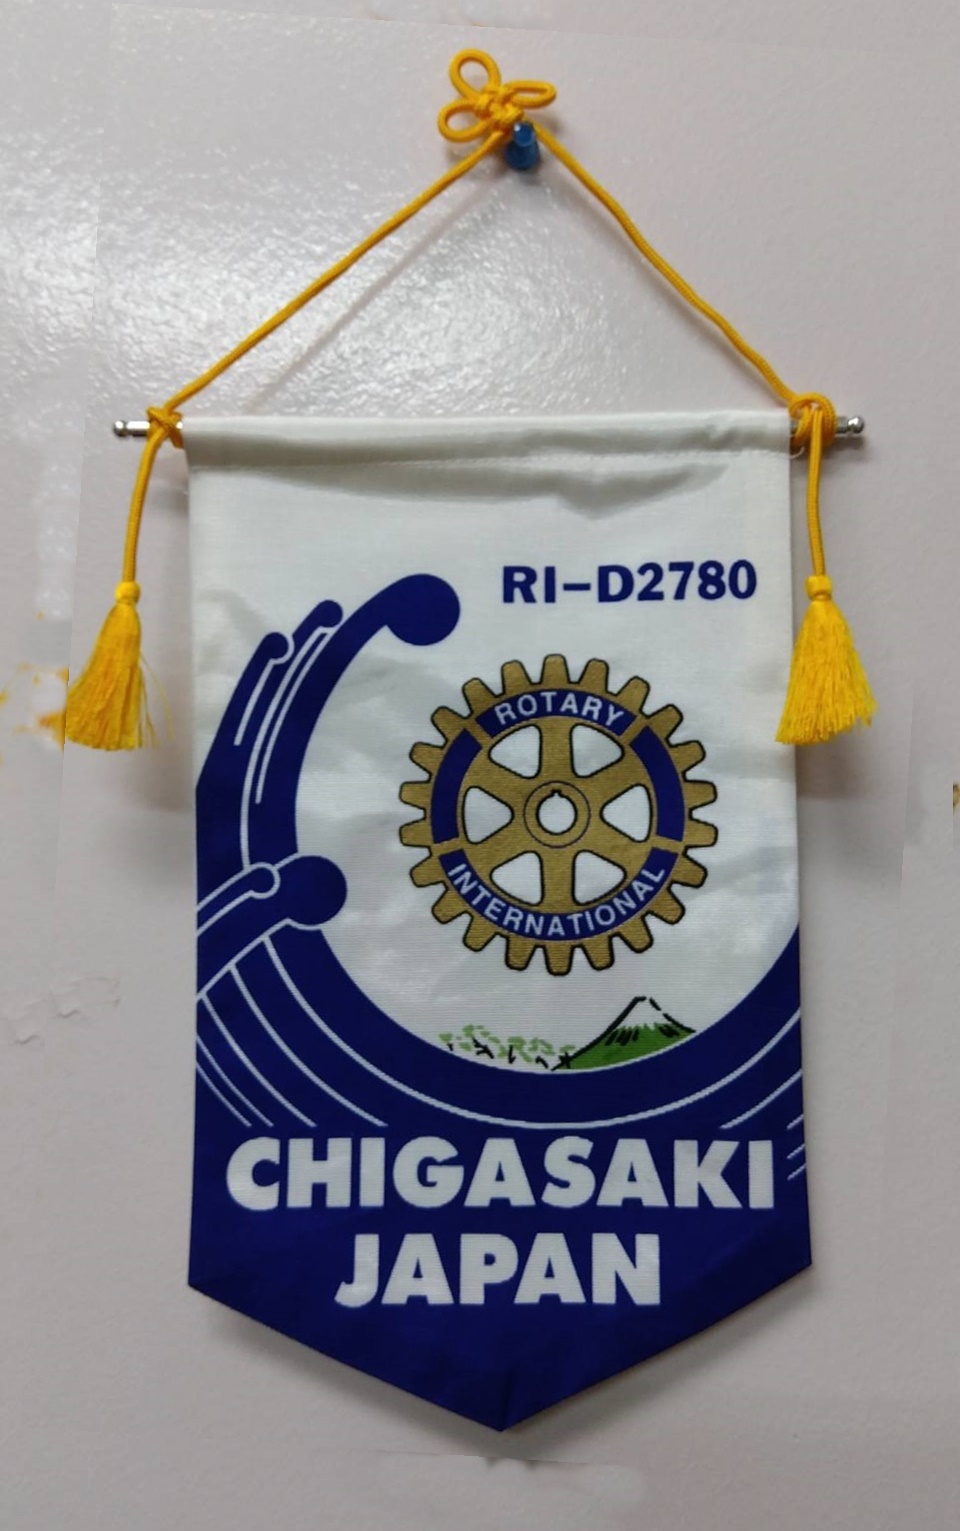 RI-D2780
ROTARY
INTERNATIONAL
CHIGASAKI
JAPAN